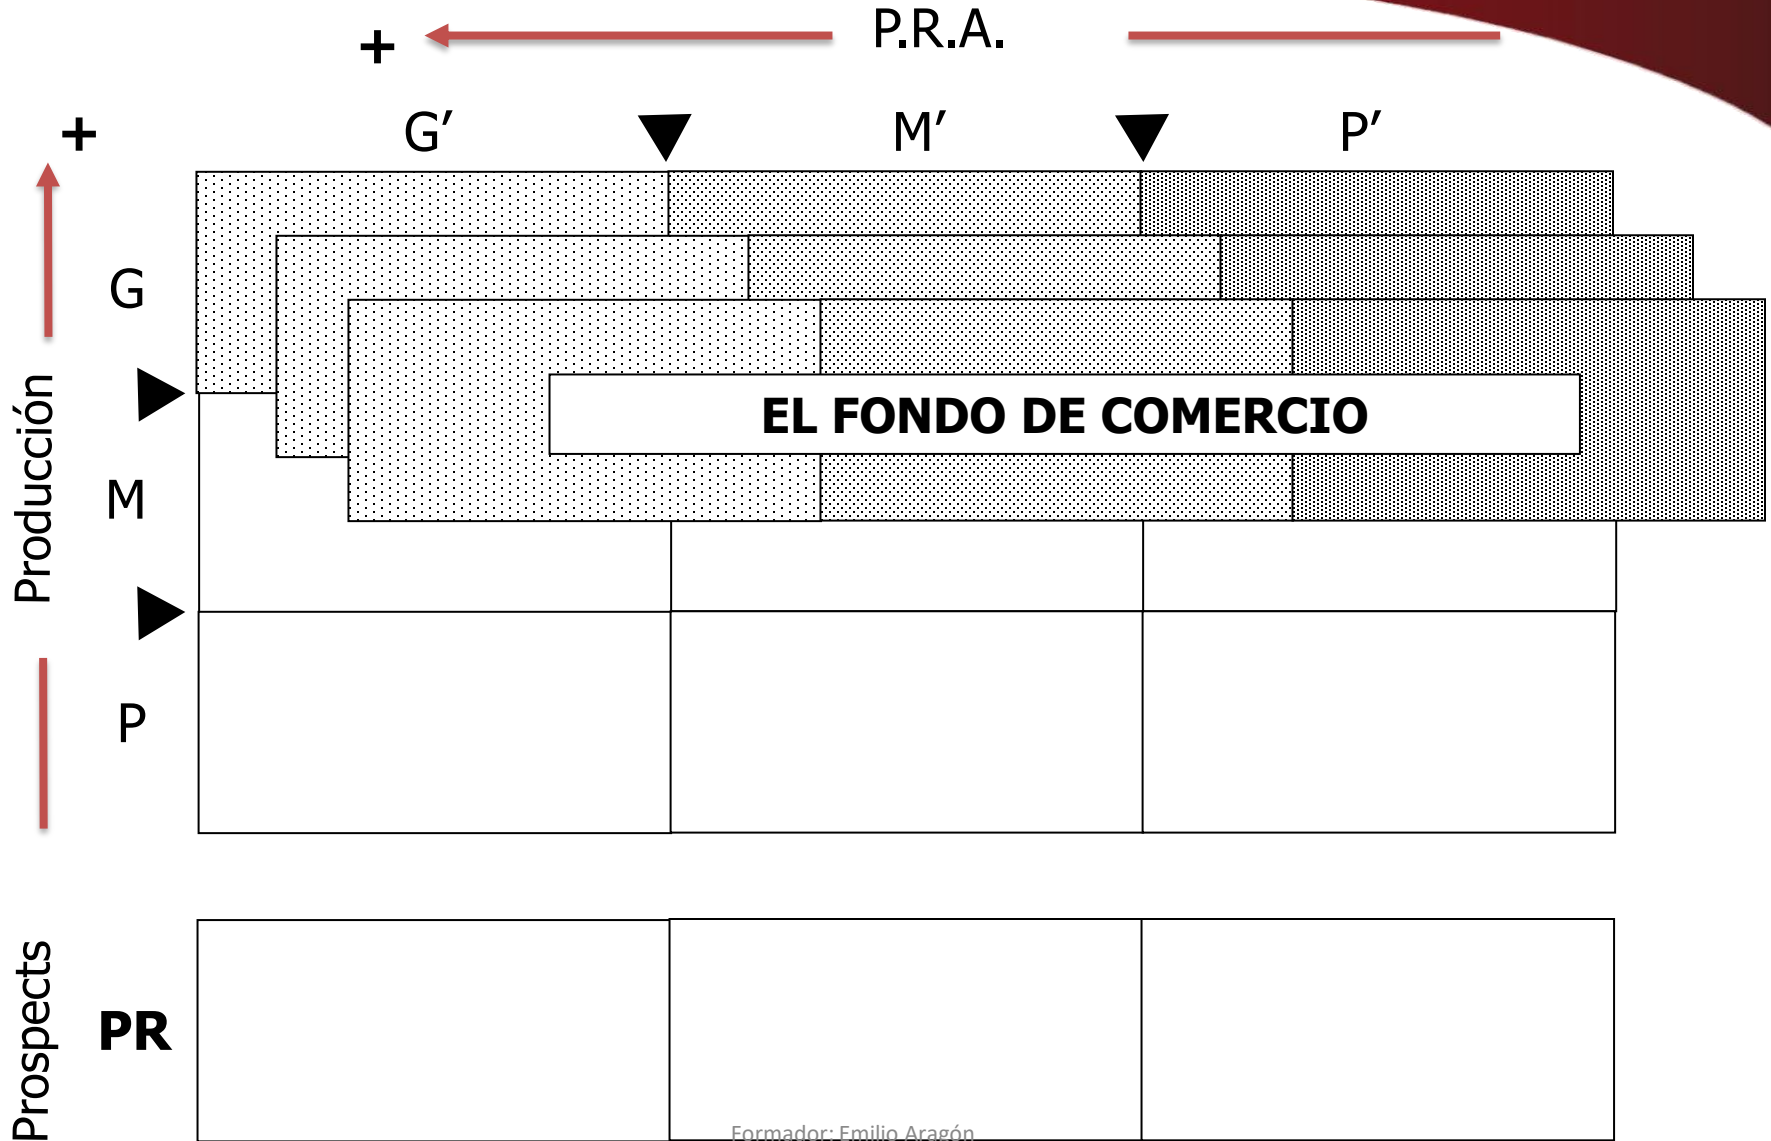 + P.R.A.
+ G′ M′ P′
G
EL FONDO DE COMERCIO
Producción
M
P
Prospects
PR
Formador: Emilio Aragón